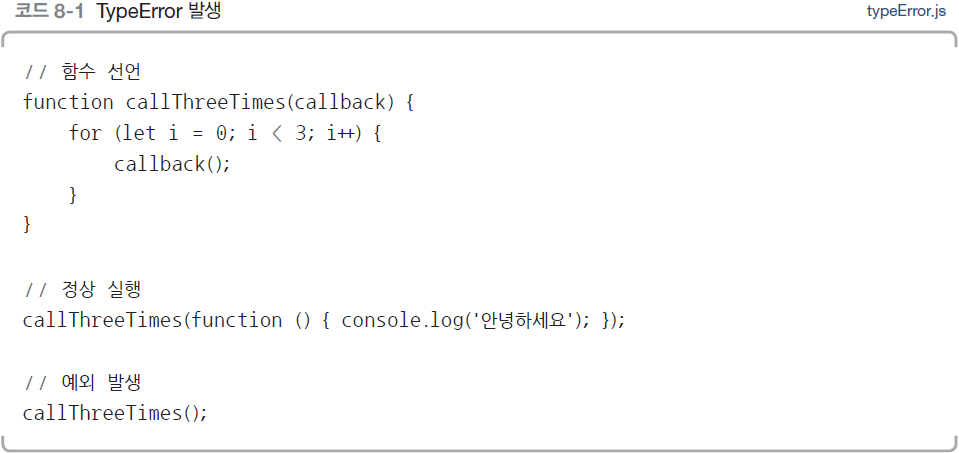 코드 8-1 TypeError 발생 typeError.js
// 함수 선언
function callThreeTimes(callback) {
    for (let i = 0; i < 3; i++) {
        callback();
    }
}
// 정상 실행
callThreeTimes(function () { console.log('안녕하세요'); });
// 예외 발생
callThreeTimes();